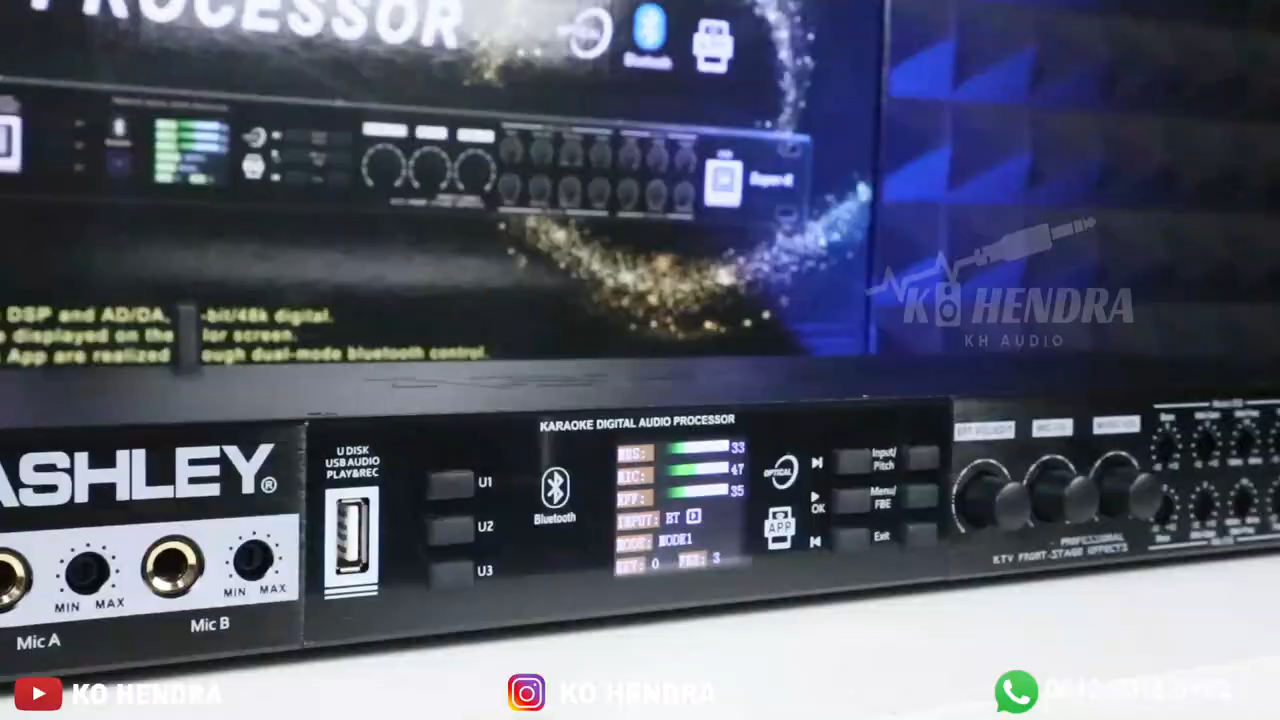 PROCESSOR
Bluetooth
DSP and AD/DA, -bit/48k digital.
displayed on the lor screen.
App are realized ough dual-mode bluetooth control.
KO HENDRA
KH AUDIO
ASHLEY®
MIN MAX
Mic A
MIN MAX
Mic B
U DISK
USB AUDIO
PLAY&REC
U1
U2
U3
KARAOKE DIGITAL AUDIO PROCESSOR
Bluetooth
MUS: 33
MIC: 47
EFF: 35
INPUT: BT
MODE: MODE1
KEY: 0 FBE: 3
OPTICAL
APP
OK
Input/
Pitch
Menu/
FBE
Exit
PROFESSIONAL
KTV FRONT-STAGE EFFECTS
KO HENDRA
KO HENDRA